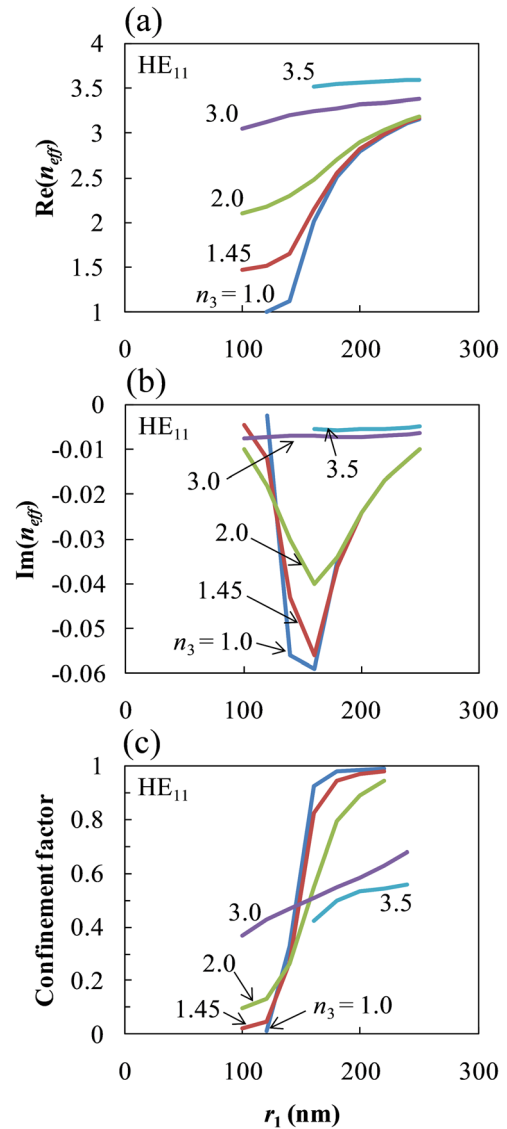 (a)
4
HE11
3.5
3.5
3.0
3
Re(neff)
2.5
2.0
2
1.45
1.5
n3 = 1.0
1
0 100 200 300
(b)
0
HE11
-0.01
3.0
3.5
-0.02
Im(neff)
-0.03
2.0
-0.04
1.45
-0.05
n3 = 1.0
-0.06
0 100 200 300
(c)
1
HE11
0.8
Confinement factor
0.6
3.0
3.5
0.4
2.0
0.2
1.45
n3 = 1.0
0
0 100 200 300
r1 (nm)